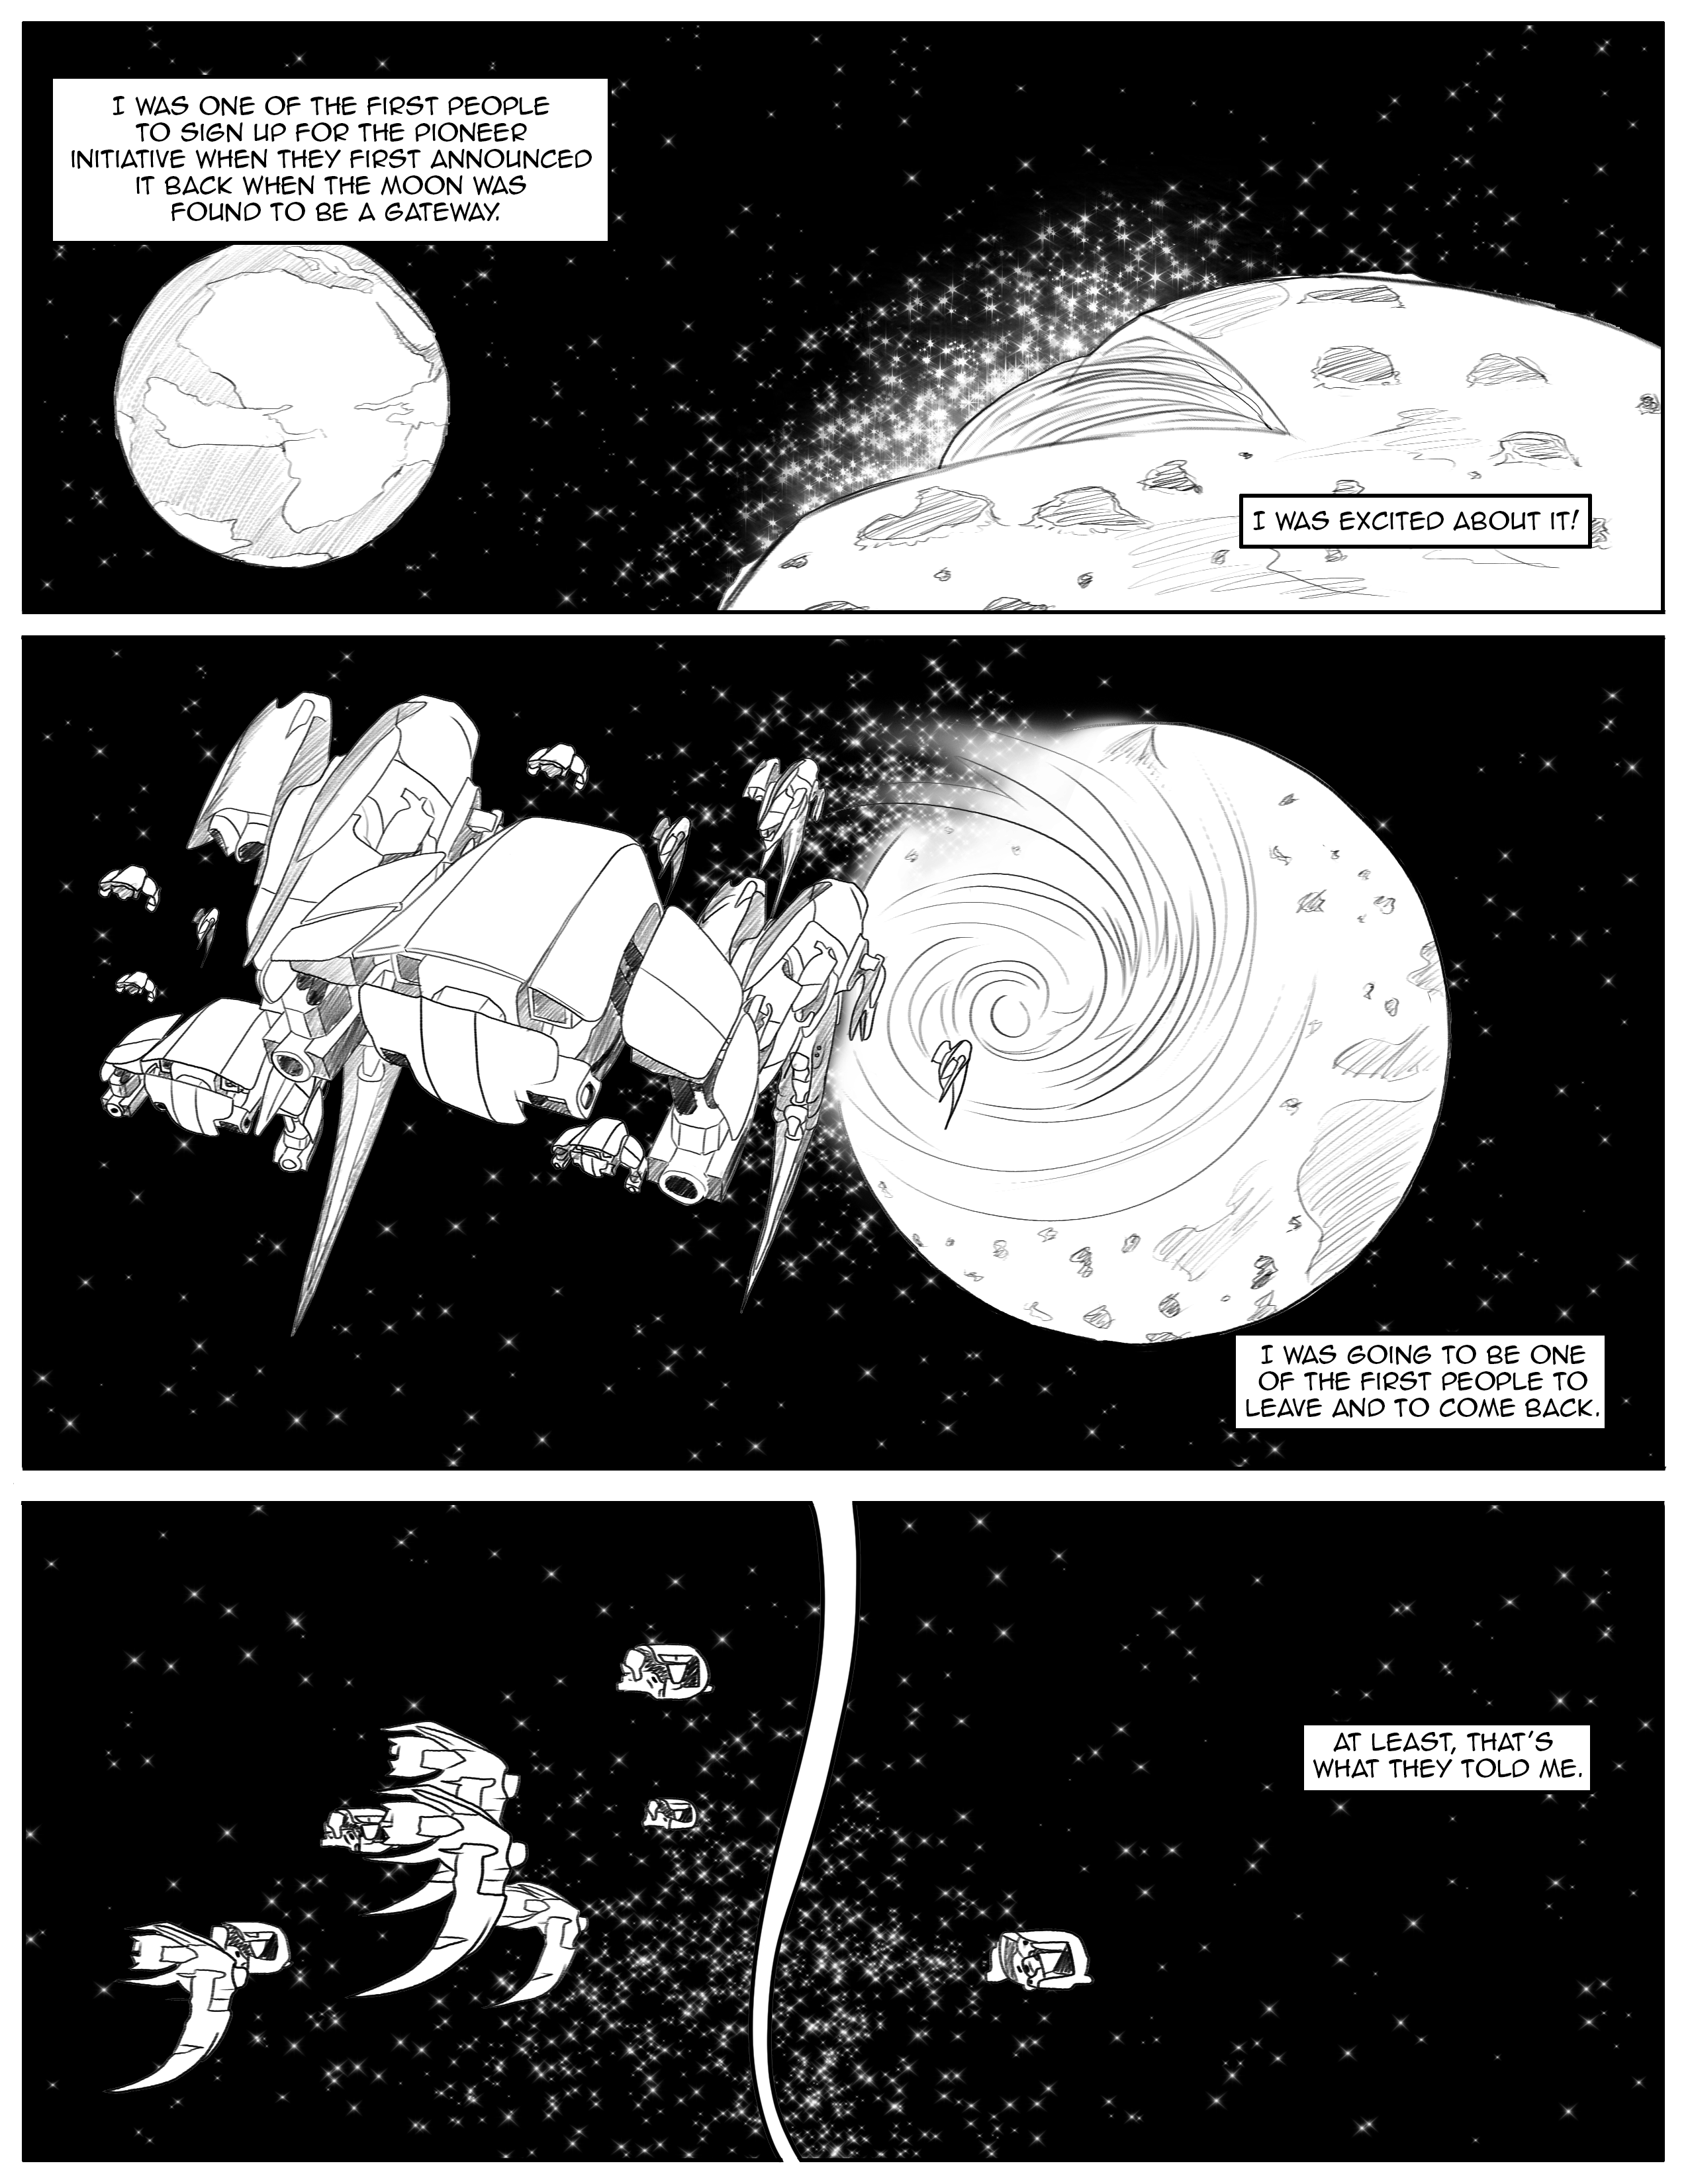 I WAS ONE OF THE FIRST PEOPLE
TO SIGN UP FOR THE PIONEER
INITIATIVE WHEN THEY FIRST ANNOUNCED
IT BACK WHEN THE MOON WAS
FOUND TO BE A GATEWAY.
I WAS EXCITED ABOUT IT!
I WAS GOING TO BE ONE
OF THE FIRST PEOPLE TO
LEAVE AND TO COME BACK.
AT LEAST, THAT'S
WHAT THEY TOLD ME.